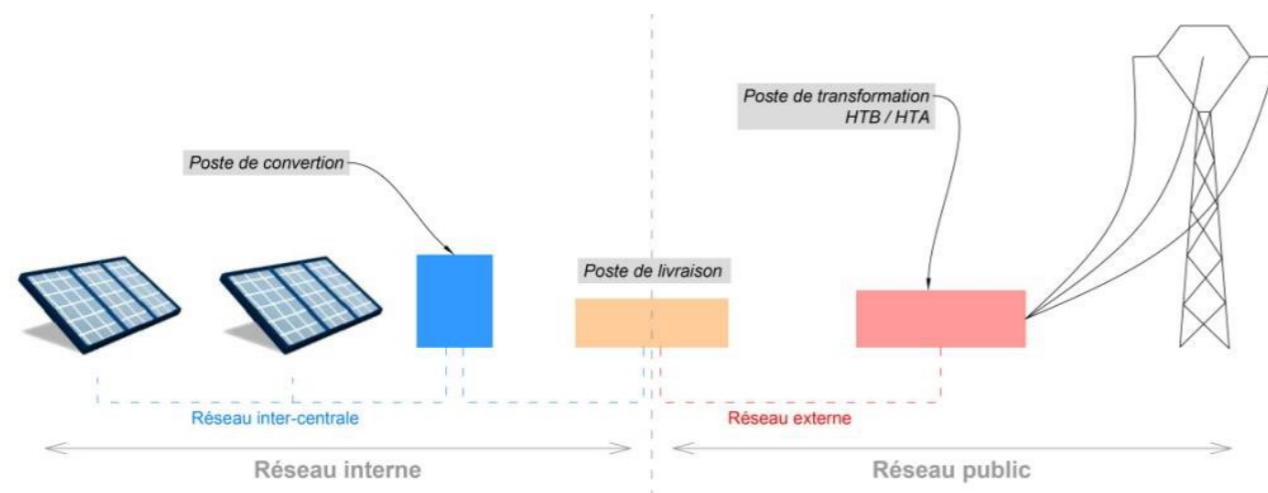 Poste de transformation
HTB / HTA
Poste de convertion
Poste de livraison
Réseau inter-centrale
Réseau externe
Réseau interne
Réseau public